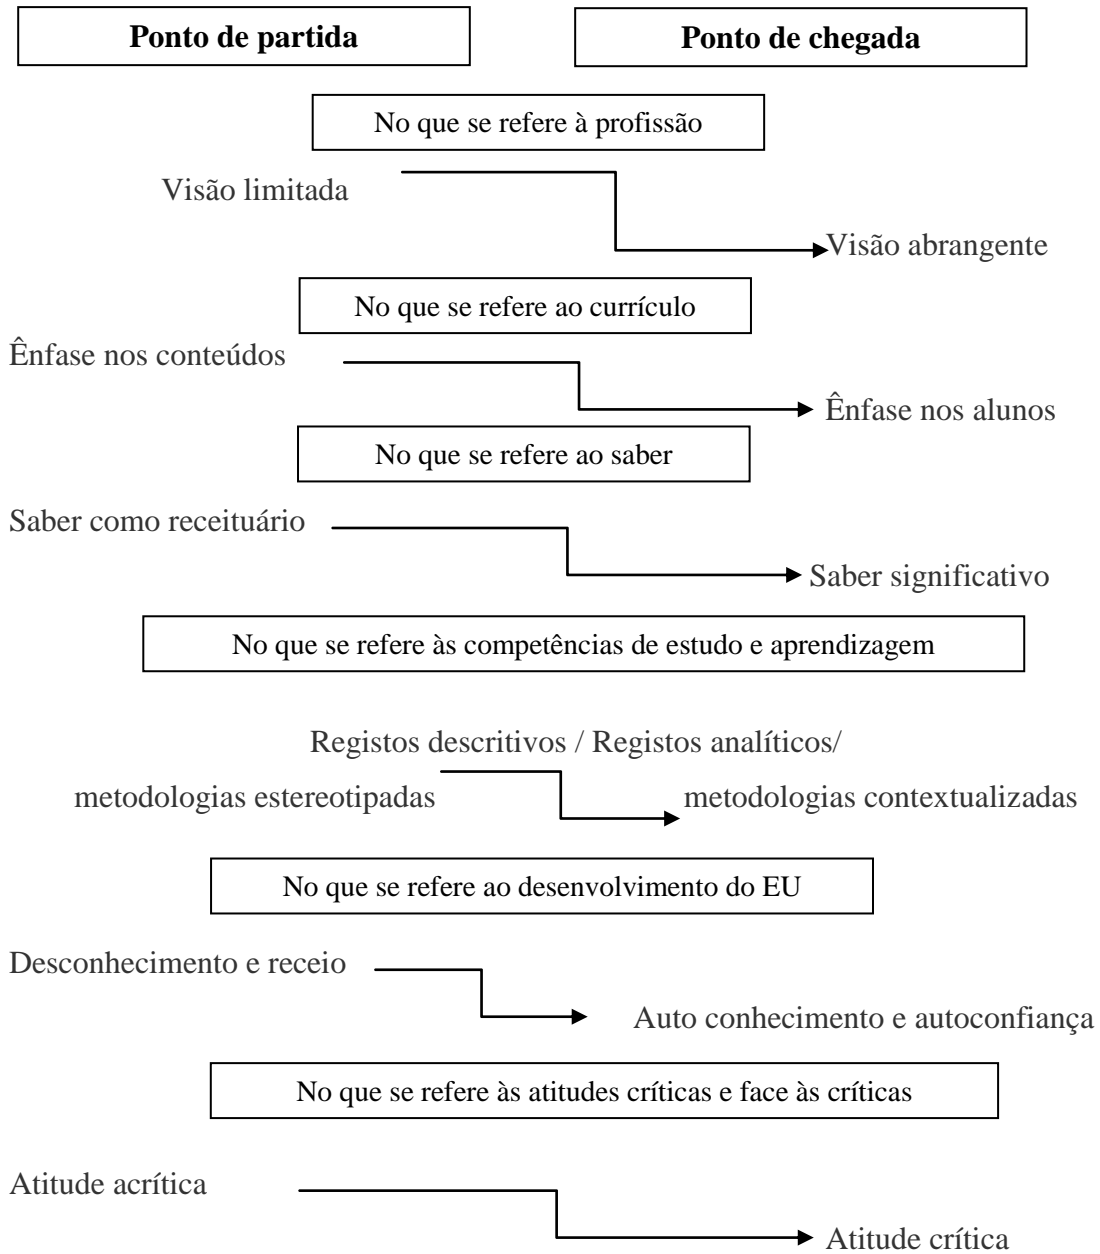 Ponto de partida
Ponto de chegada
No que se refere à profissão
Visão limitada
Visão abrangente
No que se refere ao currículo
Ênfase nos conteúdos
Ênfase nos alunos
No que se refere ao saber
Saber como receituário
Saber significativo
No que se refere às competências de estudo e aprendizagem
Registos descritivos / Registos analíticos/
metodologias estereotipadas
metodologias contextualizadas
No que se refere ao desenvolvimento do EU
Desconhecimento e receio
Auto conhecimento e autoconfiança
No que se refere às atitudes críticas e face às críticas
Atitude acrítica
Atitude crítica